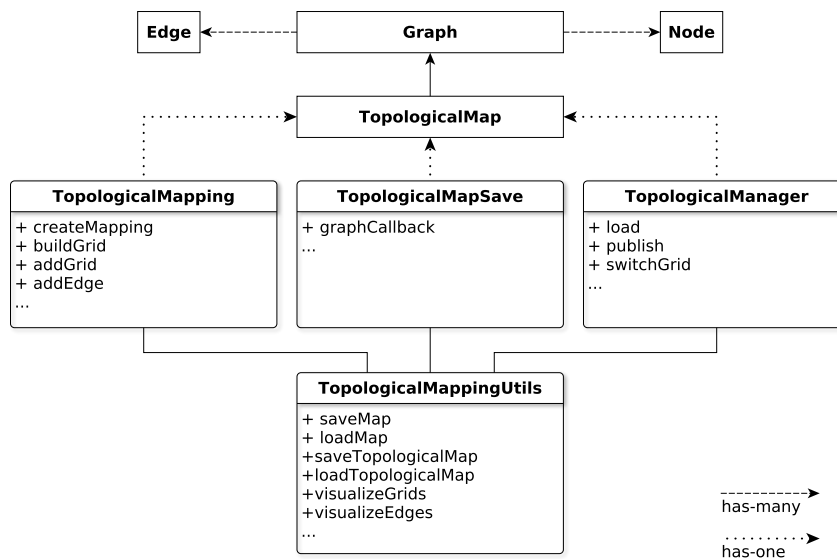 Edge
Graph
Node
TopologicalMap
TopologicalMapping
+ createMapping
+ buildGrid
+ addGrid
+ addEdge
...
TopologicalMapSave
+ graphCallback
...
TopologicalManager
+ load
+ publish
+ switchGrid
...
TopologicalMappingUtils
+ saveMap
+ loadMap
+saveTopologicalMap
+loadTopologicalMap
+visualizeGrids
+visualizeEdges
...
has-many
has-one